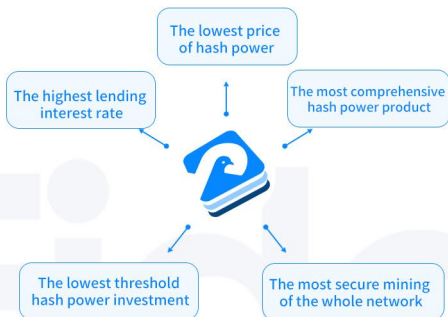 The lowest price
of hash power
The highest lending
interest rate
The most comprehensive
hash power product
The lowest threshold
hash power investment
The most secure mining
of the whole network